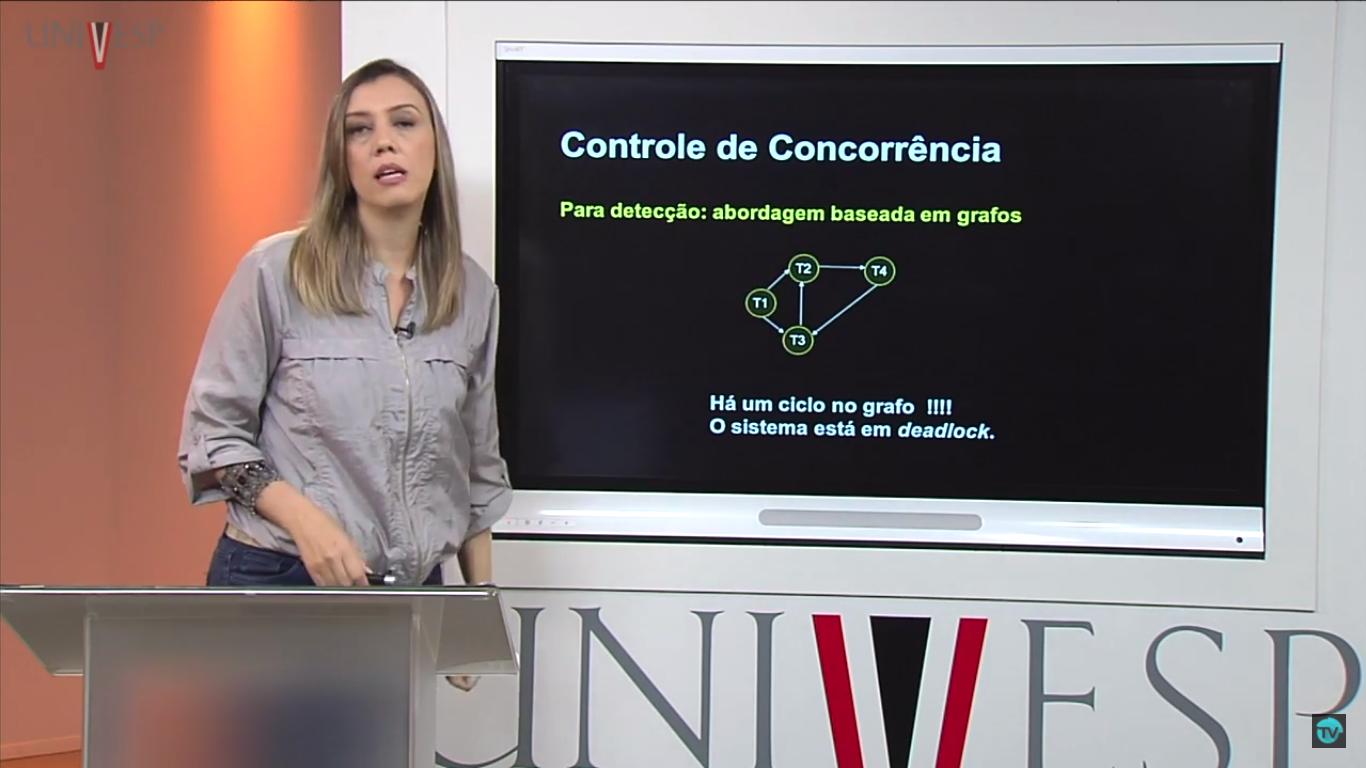 UNIVESP
SMART
Controle de Concorrência
Para detecção: abordagem baseada em grafos
T2
T4
T1
T3
Há um ciclo no grafo !!!!
O sistema está em deadlock.
UNIVESP
TV